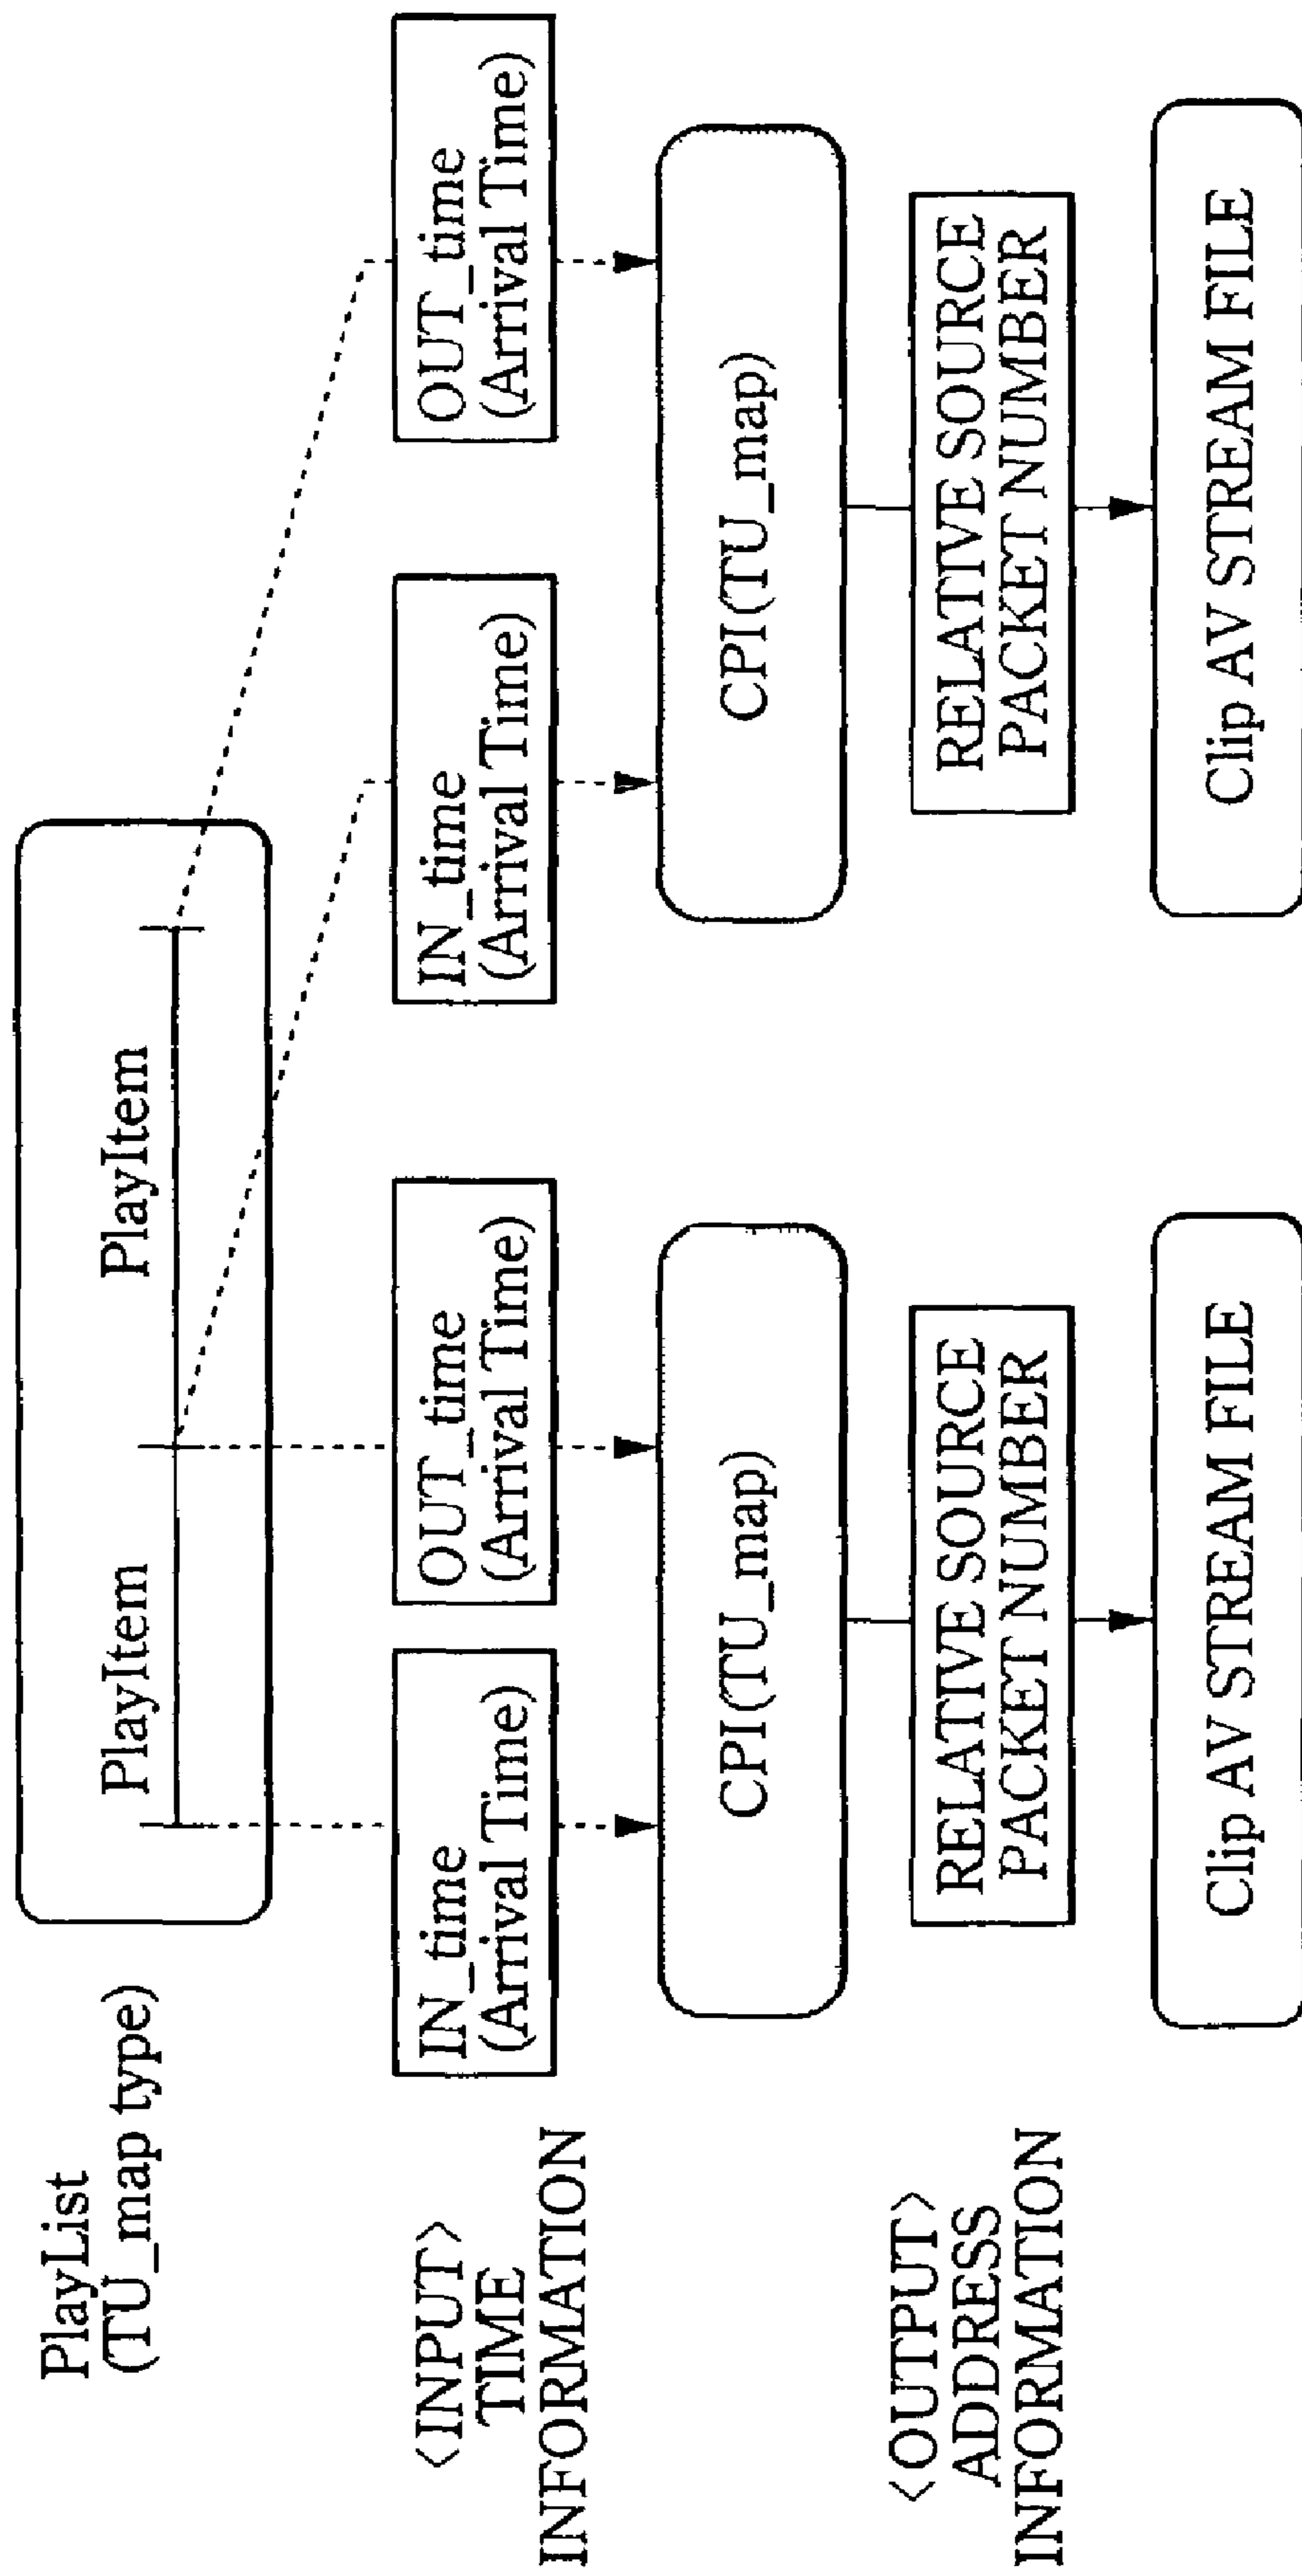 PlayList
(TU_map type)
PlayItem
PlayItem
<INPUT>
TIME
INFORMATION
IN_time
(Arrival Time)
OUT_time
(Arrival Time)
IN_time
(Arrival Time)
OUT_time
(Arrival Time)
CPI(TU_map)
CPI(TU_map)
<OUTPUT>
ADDRESS
INFORMATION
RELATIVE SOURCE
PACKET NUMBER
RELATIVE SOURCE
PACKET NUMBER
Clip AV STREAM FILE
Clip AV STREAM FILE